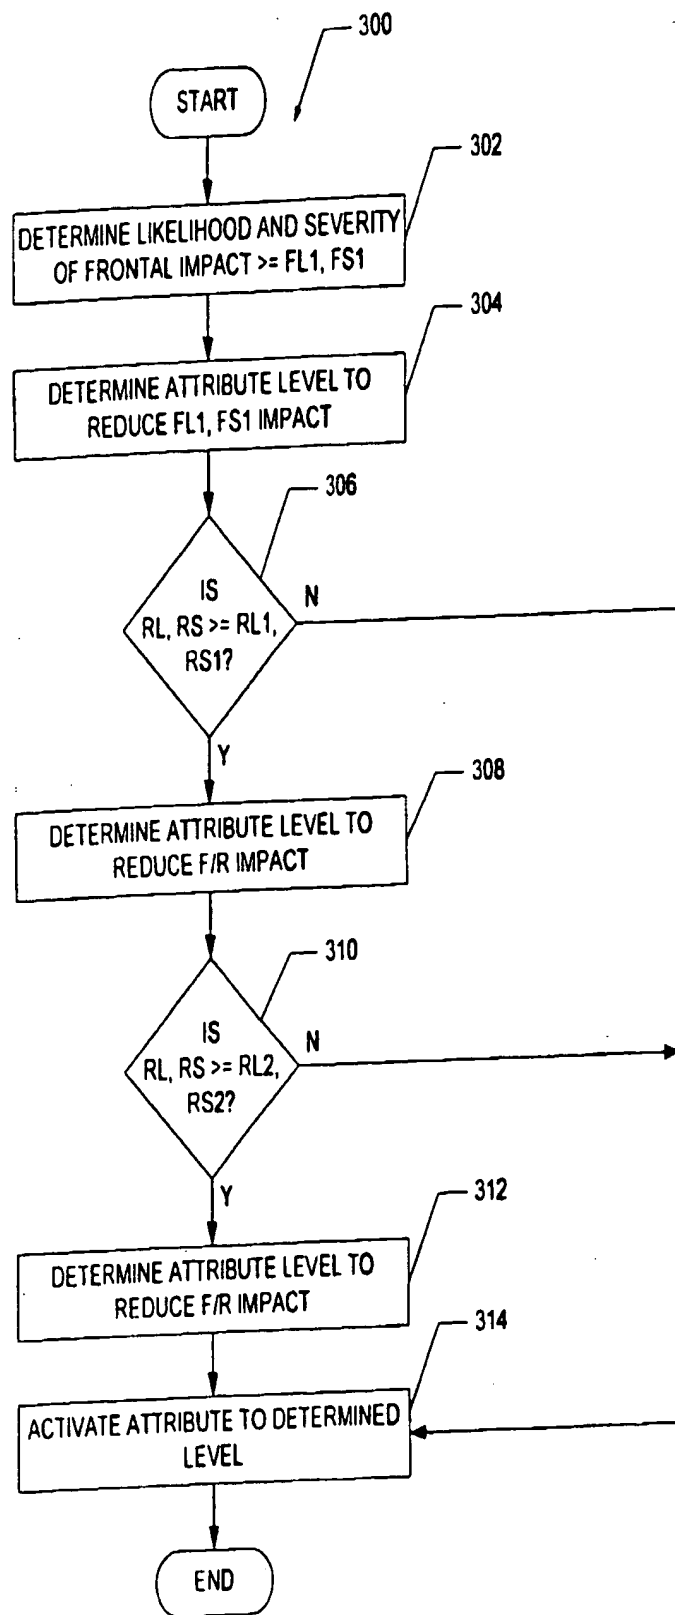 300
START
302
DETERMINE LIKELIHOOD AND SEVERITY
OF FRONTAL IMPACT >= FL1, FS1
304
DETERMINE ATTRIBUTE LEVEL TO
REDUCE FL1, FS1 IMPACT
306
IS
RL, RS >= RL1,
RS1?
N
Y
308
DETERMINE ATTRIBUTE LEVEL TO
REDUCE F/R IMPACT
310
IS
RL, RS >= RL2,
RS2?
N
Y
312
DETERMINE ATTRIBUTE LEVEL TO
REDUCE F/R IMPACT
314
ACTIVATE ATTRIBUTE TO DETERMINED
LEVEL
END